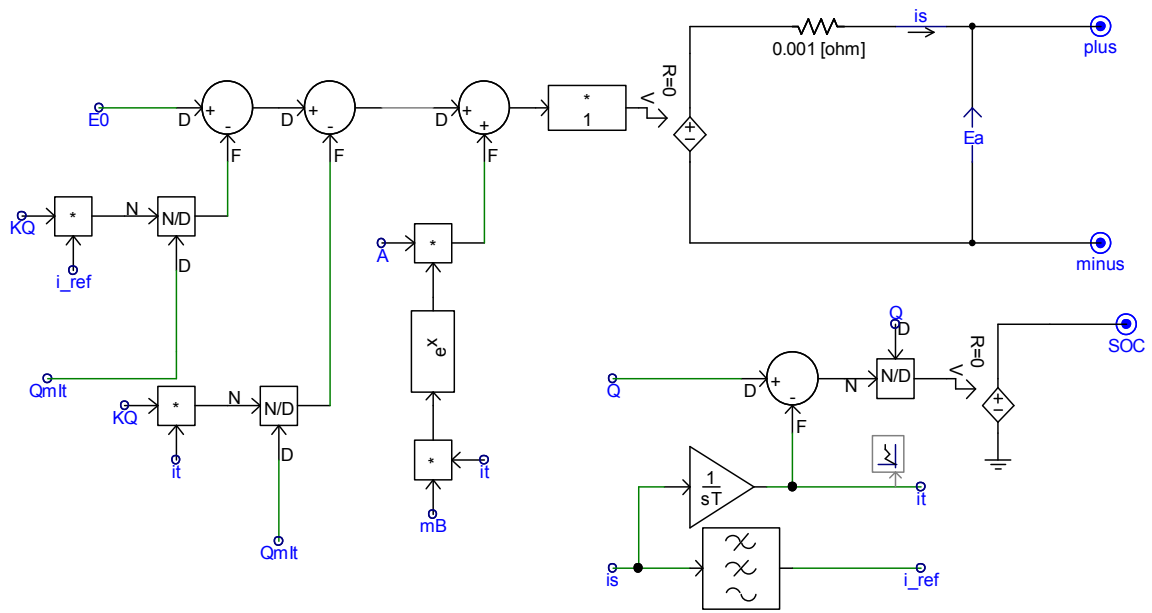 is
plus
0.001 [ohm]
R=0
V
+
-
Ea
minus
E0
D
+
-
F
D
+
-
F
D
+
+
F
*
1
KQ
*
i_ref
N
N/D
D
Qmlt
KQ
*
it
N
N/D
D
Qmlt
A
*
e^x
*
it
mB
Q
D
+
-
F
N
Q
D
N/D
R=0
V
+
-
SOC
1
sT
it
is
i_ref